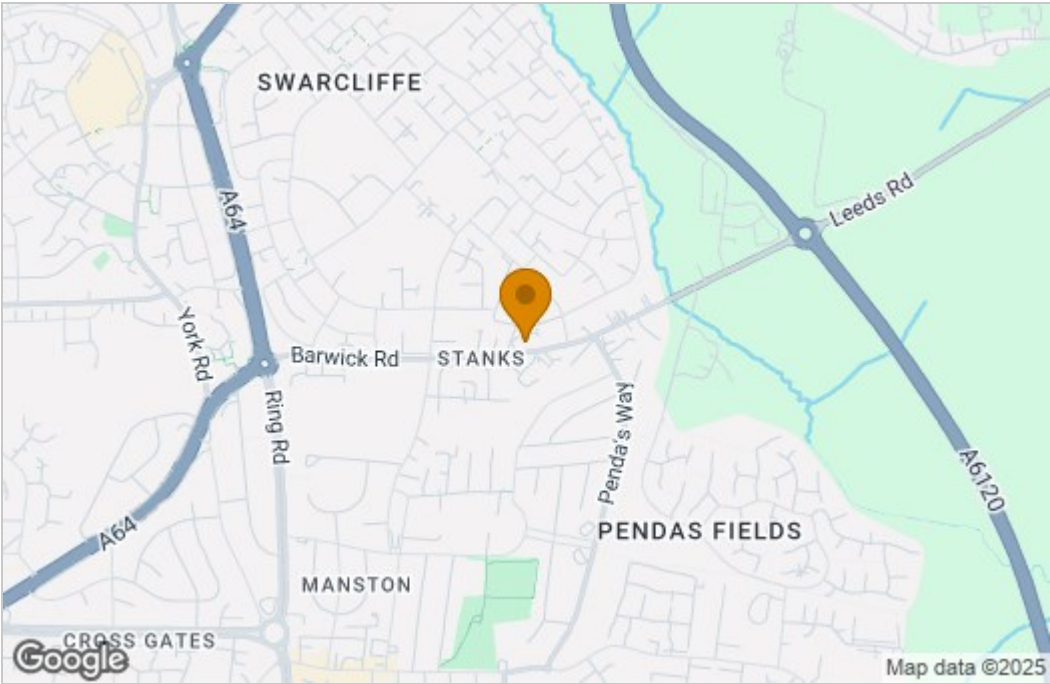 SWARCLIFFE
A64
Leeds Rd
York Rd
Barwick Rd
STANKS
Ring Rd
Penda's Way
A6120
PENDAS FIELDS
A64
MANSTON
CROSS GATES
Google
Map data ©2025